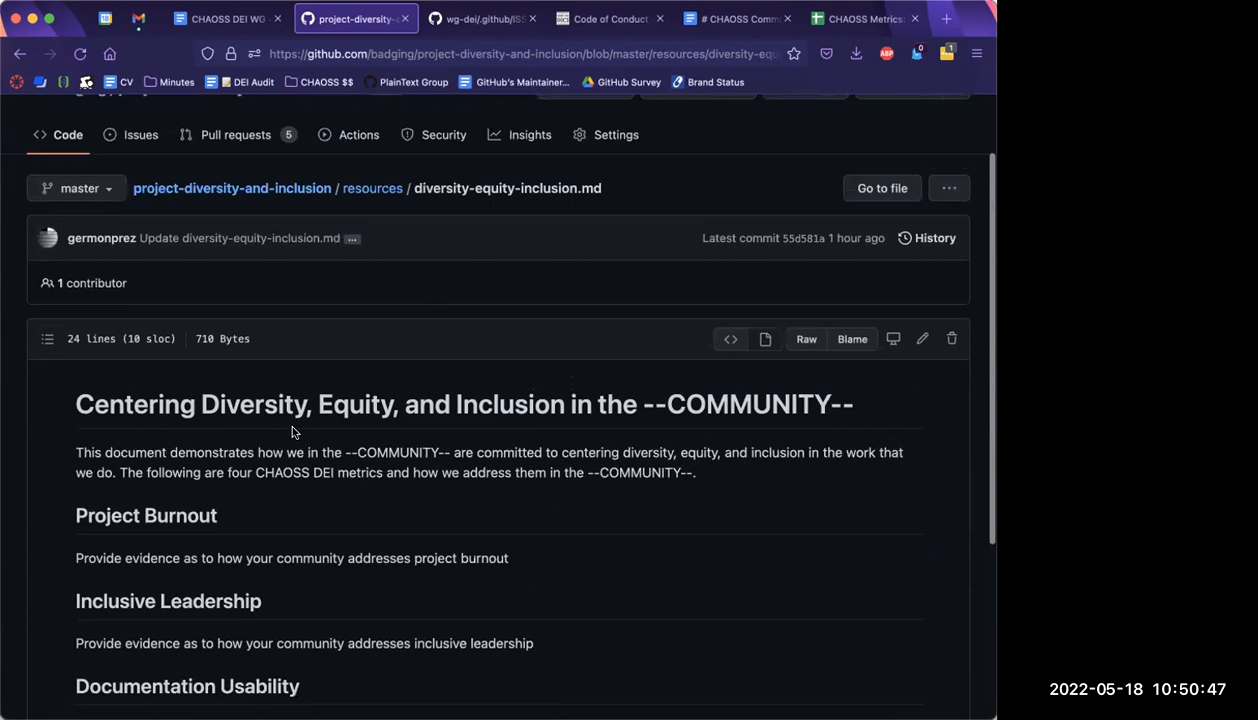 CHAOSS DEI WG
project-diversity-
wg-dei/.github/ISS
Code of Conduct
# CHAOSS Comm
CHAOSS Metrics:
https://github.com/badging/project-diversity-and-inclusion/blob/master/resources/diversity-equ
ABP
0
1
CV
Minutes
DEI Audit
CHAOSS $$
PlainText Group
GitHub's Maintainer...
GitHub Survey
Brand Status
Code
Issues
Pull requests 5
Actions
Security
Insights
Settings
master
project-diversity-and-inclusion / resources / diversity-equity-inclusion.md
Go to file
...
germonprez Update diversity-equity-inclusion.md ...
Latest commit 55d581a 1 hour ago
History
1 contributor
24 lines (10 sloc)
710 Bytes
Raw
Blame
Centering Diversity, Equity, and Inclusion in the --COMMUNITY--
This document demonstrates how we in the --COMMUNITY-- are committed to centering diversity, equity, and inclusion in the work that
we do. The following are four CHAOSS DEI metrics and how we address them in the --COMMUNITY--.
Project Burnout
Provide evidence as to how your community addresses project burnout
Inclusive Leadership
Provide evidence as to how your community addresses inclusive leadership
Documentation Usability
2022-05-18 10:50:47